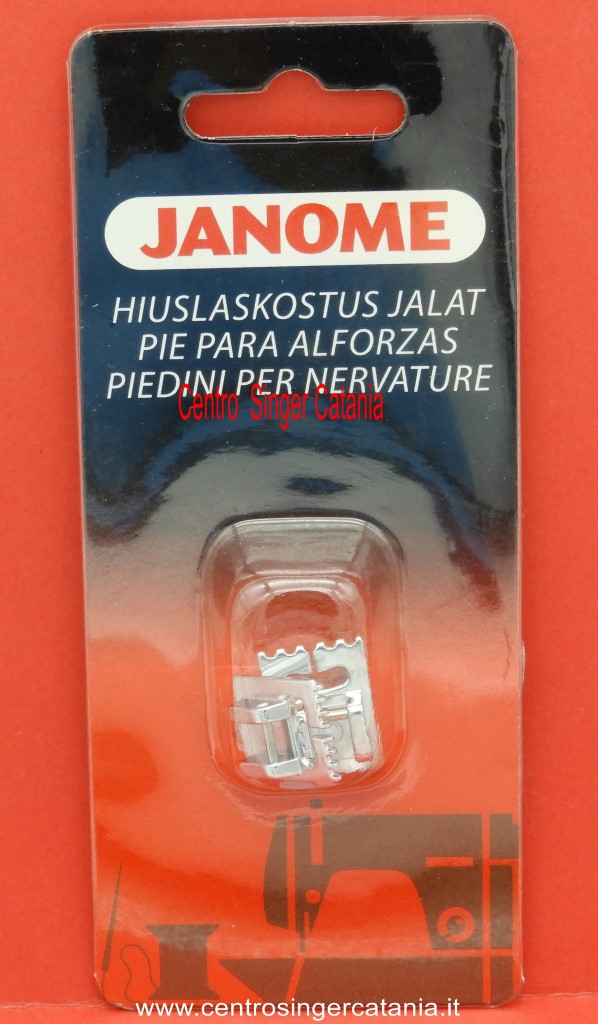 JANOME
HIUSLASKOSTUS JALAT
PIE PARA ALFORZAS
PIEDINI PER NERVATURE
Centro Singer Catania
www.centrosingercatania.it